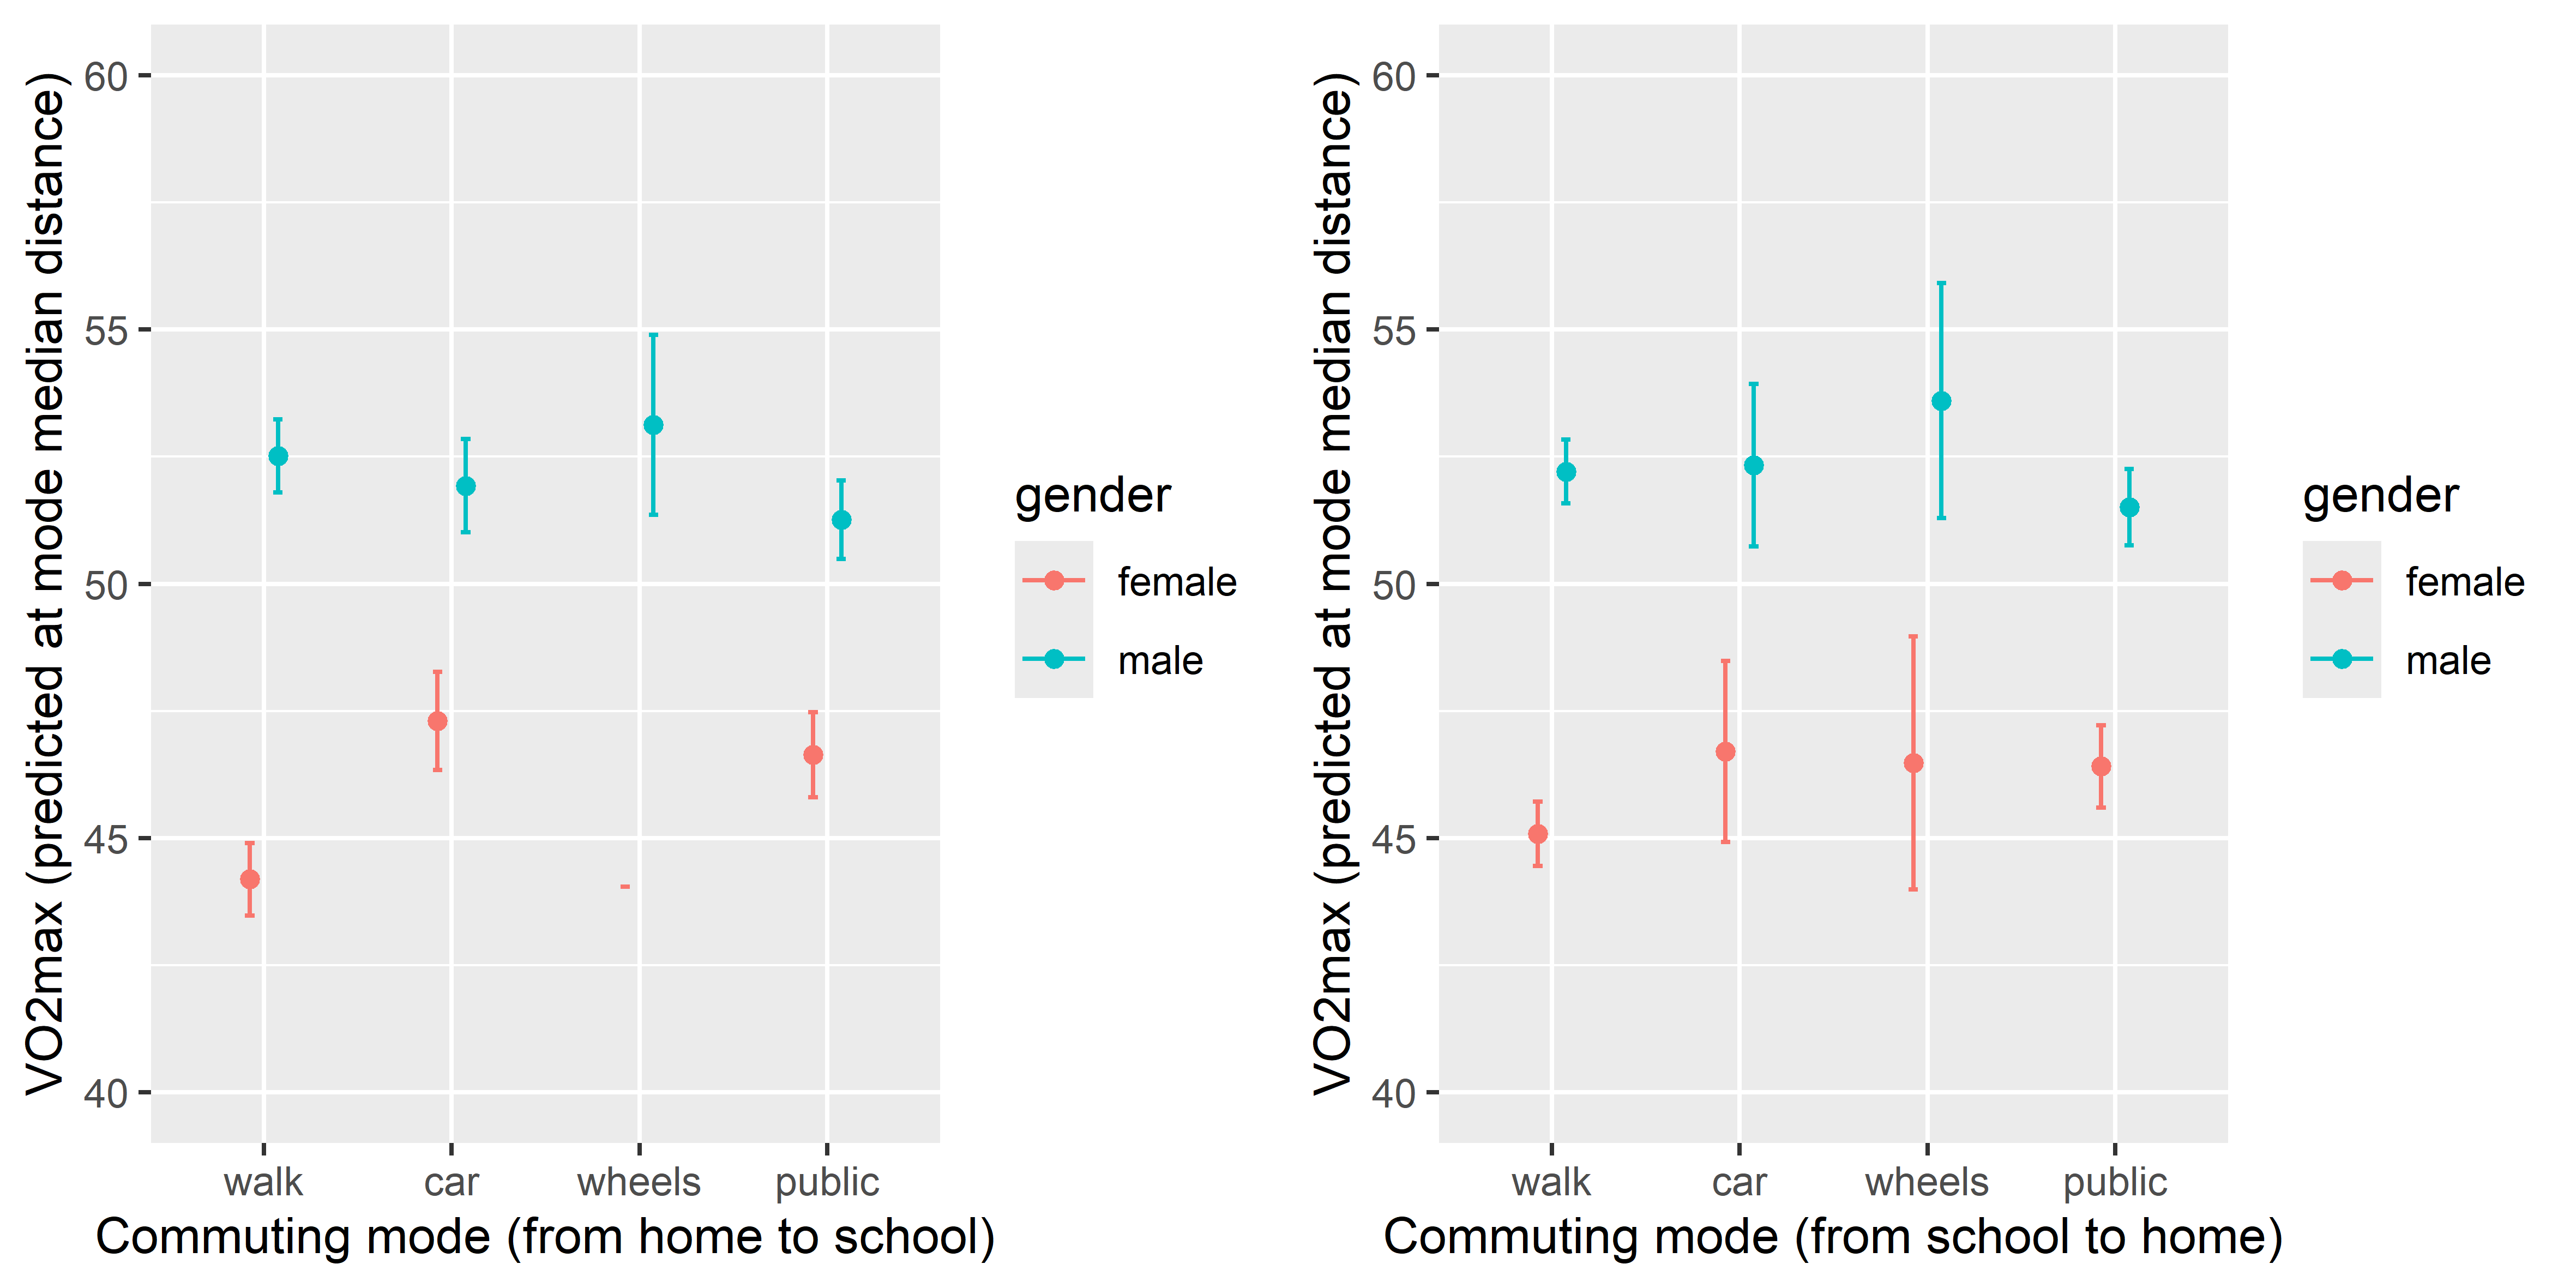 VO2max (predicted at mode median distance)
60
55
50
45
40
walk car wheels public
Commuting mode (from home to school)
gender
female
male
VO2max (predicted at mode median distance)
60
55
50
45
40
walk car wheels public
Commuting mode (from school to home)
gender
female
male